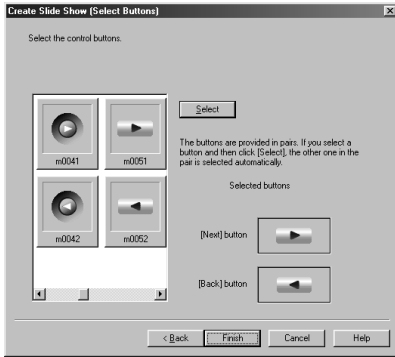 Create Slide Show (Select Buttons)
Select the control buttons.
m0041
m0051
m0042
m0052
Select
The buttons are provided in pairs. If you select a
button and then click [Select], the other one in the
pair is selected automatically.
Selected buttons
[Next] button
[Back] button
< Back
Finish
Cancel
Help